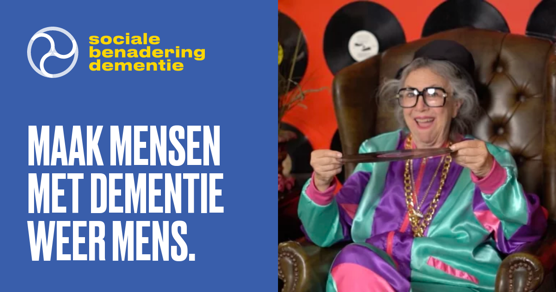 sociale
benadering
dementie
MAAK MENSEN
MET DEMENTIE
WEER MENS.